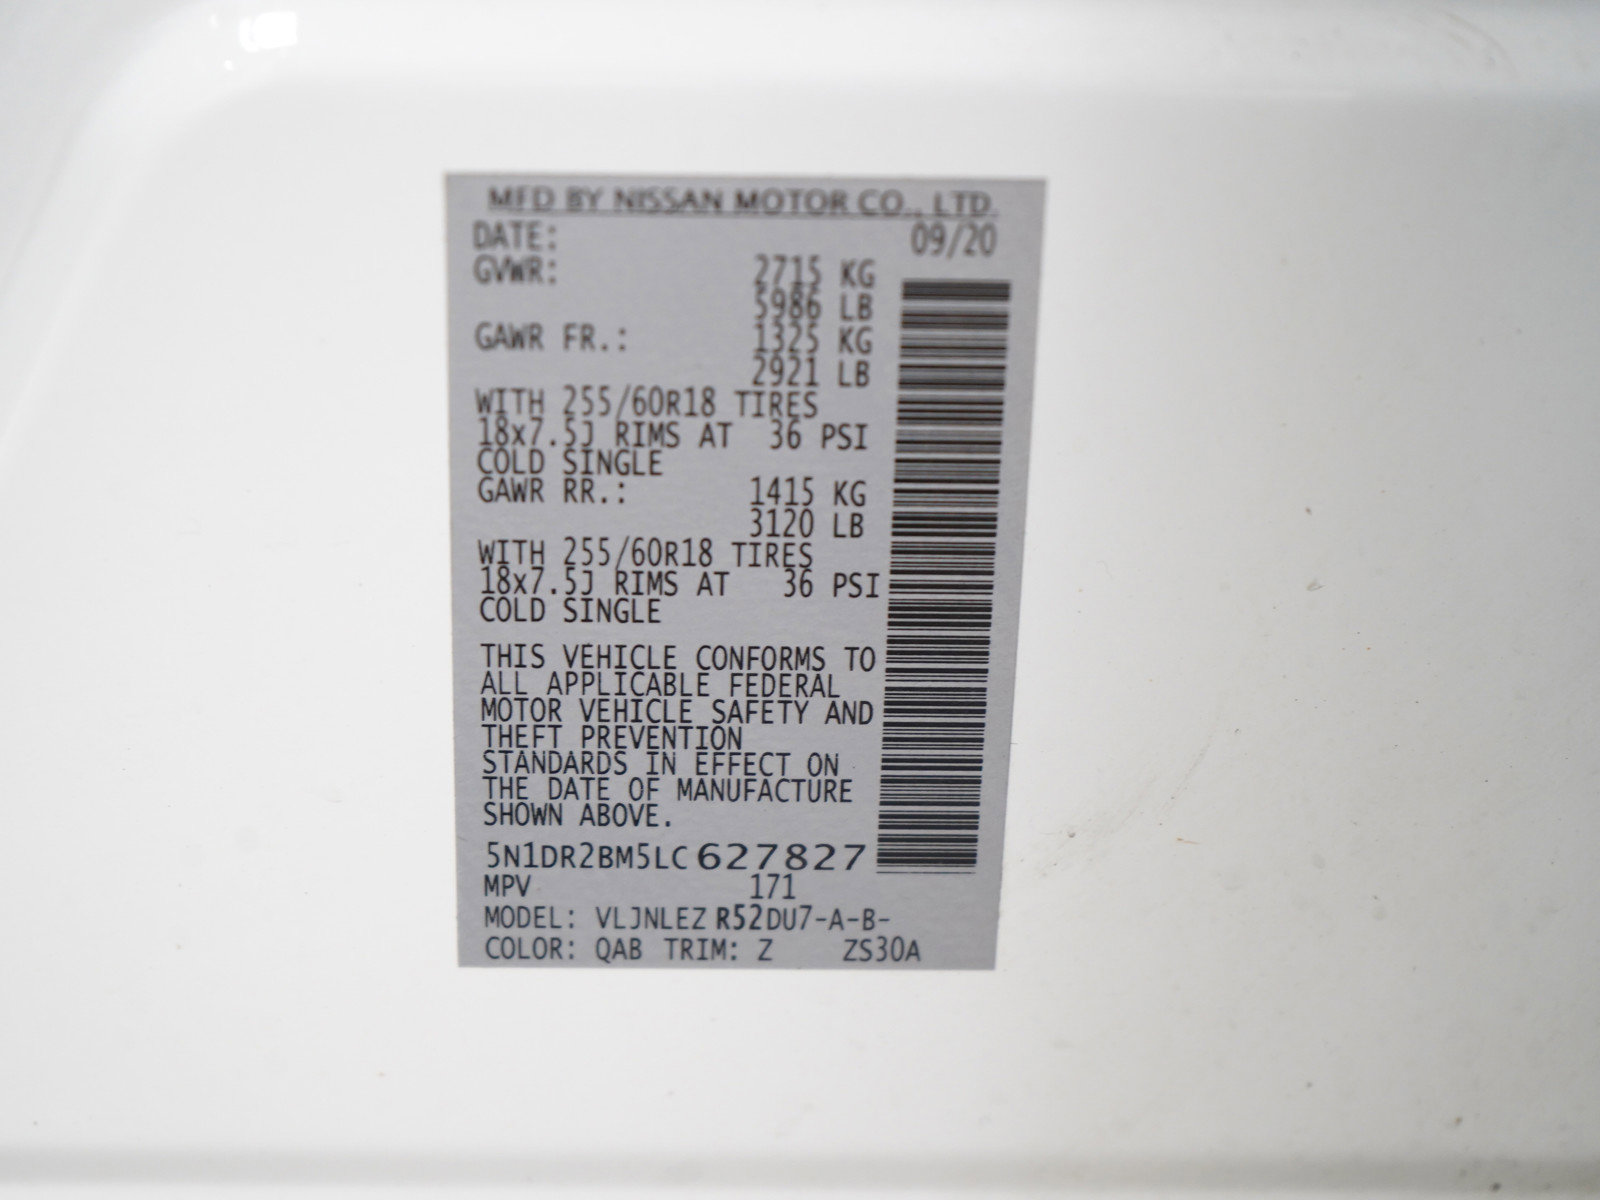 MFD BY NISSAN MOTOR CO., LTD.
DATE: 09/20
GVWR: 2715 KG
5986 LB
GAWR FR.: 1325 KG
2921 LB
WITH 255/60R18 TIRES
18x7.5J RIMS AT 36 PSI
COLD SINGLE
GAWR RR.: 1415 KG
3120 LB
WITH 255/60R18 TIRES
18x7.5J RIMS AT 36 PSI
COLD SINGLE
THIS VEHICLE CONFORMS TO
ALL APPLICABLE FEDERAL
MOTOR VEHICLE SAFETY AND
THEFT PREVENTION
STANDARDS IN EFFECT ON
THE DATE OF MANUFACTURE
SHOWN ABOVE.
5N1DR2BM5LC627827
MPV 171
MODEL: VLJNLEZ R52DU7-A-B-
COLOR: QAB TRIM: Z ZS30A